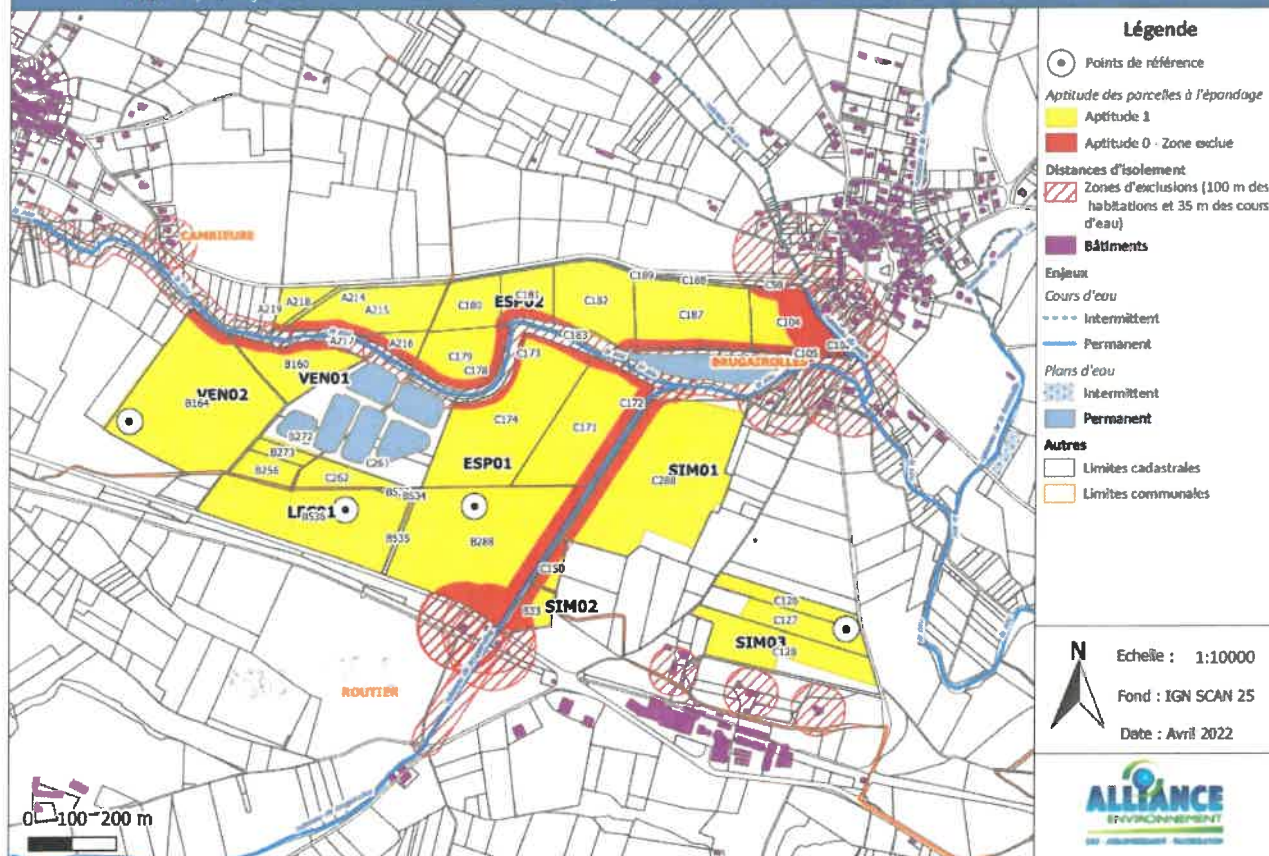 Légende
Points de référence
Aptitude des parcelles à l'épandage
Aptitude 1
Aptitude 0 - Zone exclue
Distances d'isolement
Zones d'exclusions (100 m des
habitations et 35 m des cours
d'eau)
Bâtiments
Enjeux
Cours d'eau
Intermittent
Permanent
Plans d'eau
Intermittent
Permanent
Autres
Limites cadastrales
Limites communales
N
Echelle : 1:10000
Fond : IGN SCAN 25
Date : Avril 2022
ALLIANCE
ENVIRONNEMENT
CAMBIEURE
A219
A218
A214
A215
A217
A216
C180
C181
ESP02
C182
C189
C188
C187
C104
C105
C183
C179
C178
C173
BRUGAIROLLES
B160
VEN01
VEN02
B164
C172
C174
C171
B272
B273
B256
C262
ESP01
SIM01
C288
B534
B535
B288
C150
SIM02
C126
C127
SIM03
C128
ROUTIER
0 100 200 m